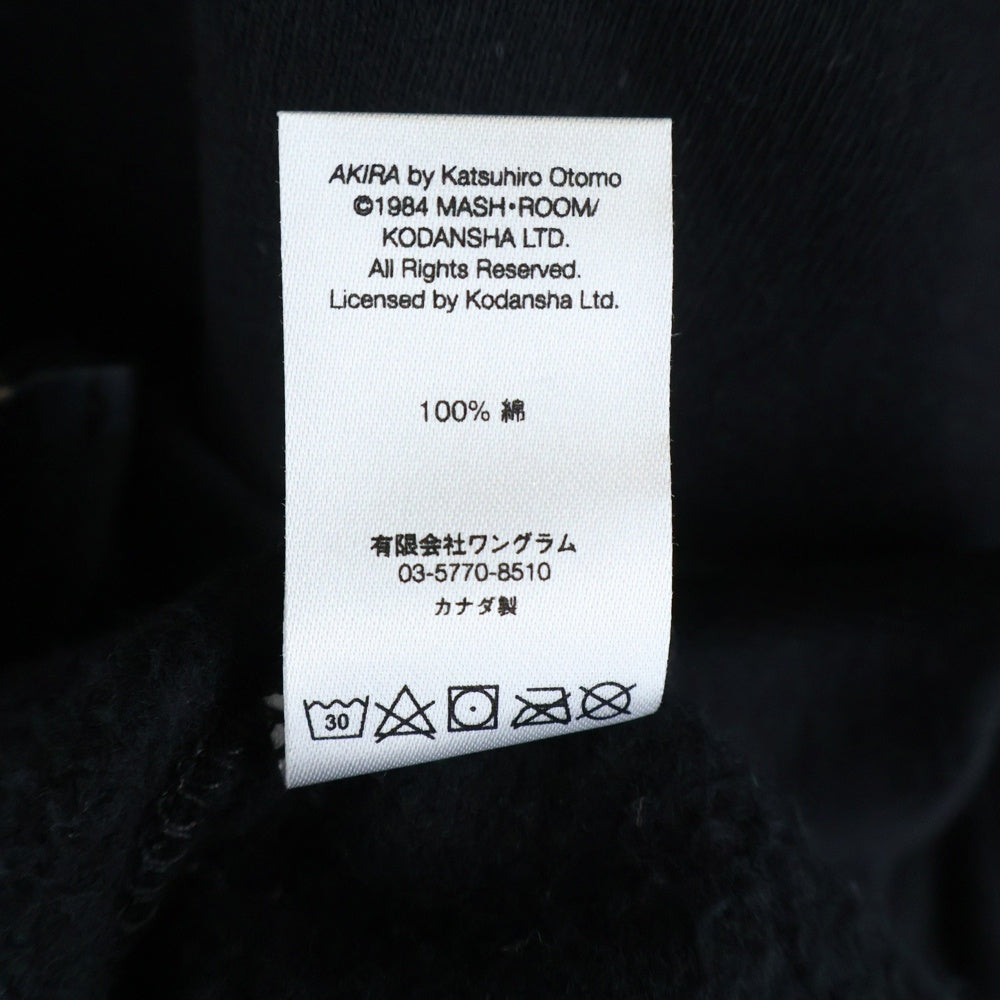 AKIRA by Katsuhiro Otomo
©1984 MASH・ROOM/
KODANSHA LTD.
All Rights Reserved.
Licensed by Kodansha Ltd.
100% 綿
有限会社ワングラム
03-5770-8510
カナダ製
30